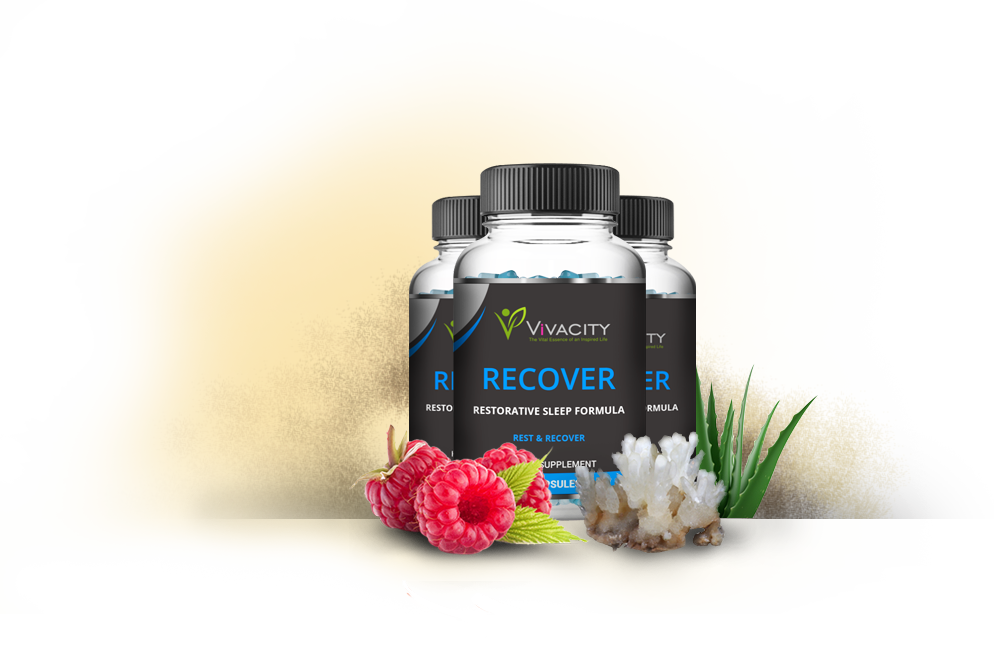 ViVACITY
The Vital Essence of an Inspired Life
RECOVER
RESTORATIVE SLEEP FORMULA
REST & RECOVER
SUPPLEMENT